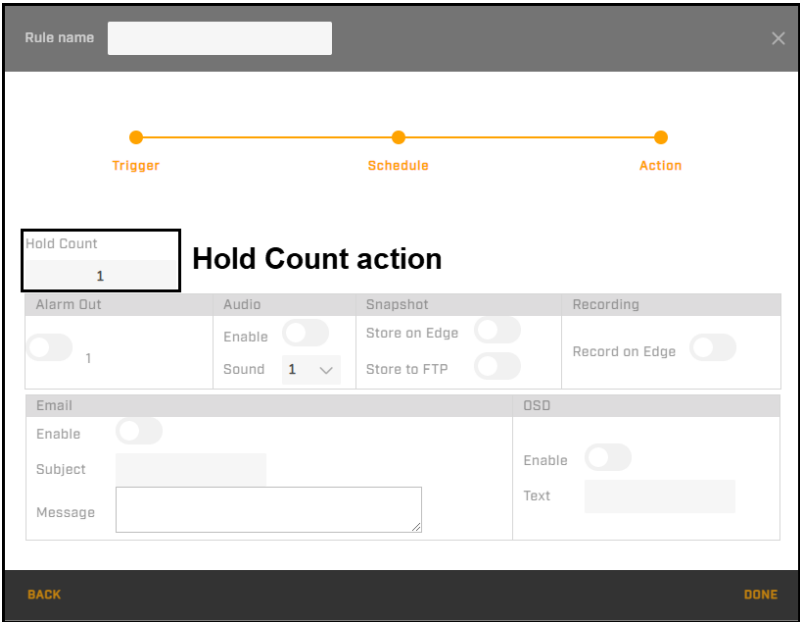 Rule name
Trigger Schedule Action
Hold Count
1
Hold Count action
Alarm Out Audio Snapshot Recording
1
Enable
Sound 1
Store on Edge
Store to FTP
Record on Edge
Email OSD
Enable
Subject
Message
Enable
Text
BACK DONE